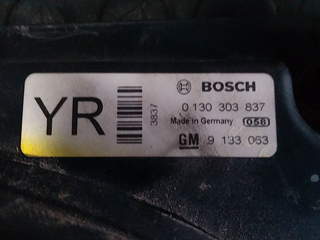 YR
3837
BOSCH
0 130 303 837
Made in Germany 058
GM 9 133 063